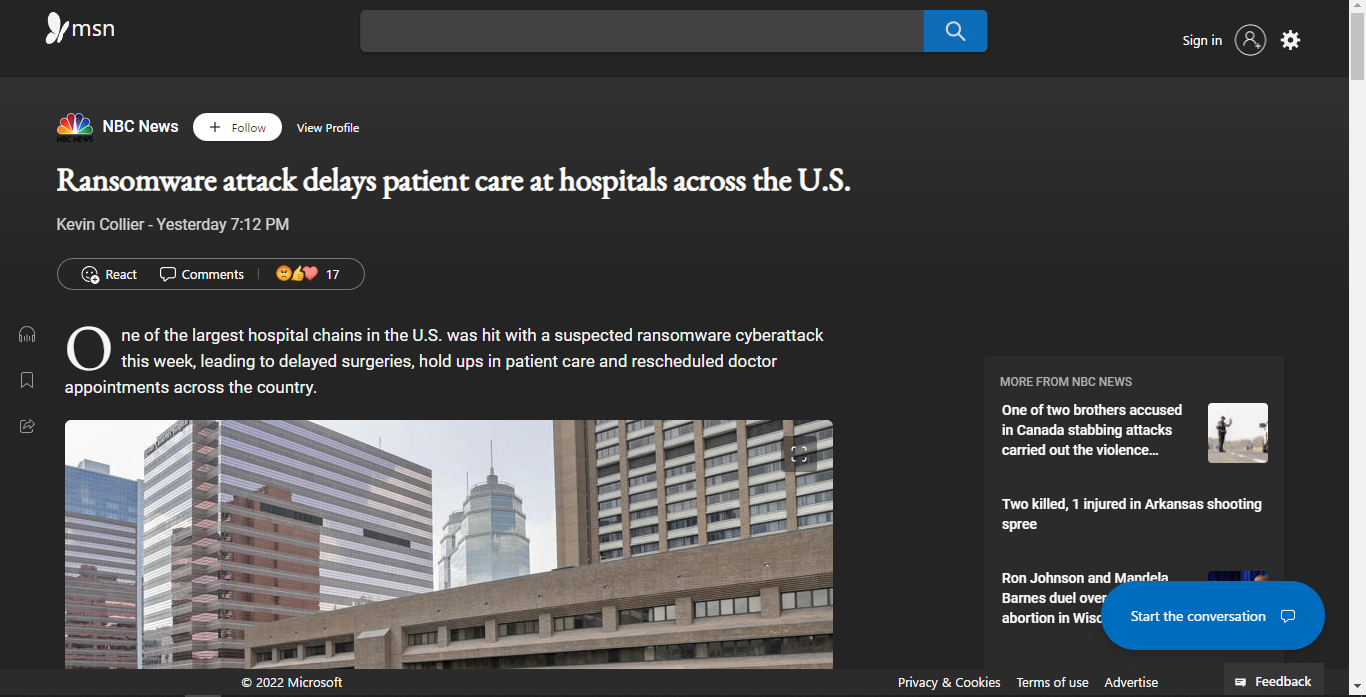 msn
Sign in
NBC News
Follow
View Profile
NBC NEWS
Ransomware attack delays patient care at hospitals across the U.S.
Kevin Collier - Yesterday 7:12 PM
React
Comments
17
One of the largest hospital chains in the U.S. was hit with a suspected ransomware cyberattack
this week, leading to delayed surgeries, hold ups in patient care and rescheduled doctor
appointments across the country.
MORE FROM NBC NEWS
One of two brothers accused
in Canada stabbing attacks
carried out the violence...
Two killed, 1 injured in Arkansas shooting
spree
Ron Johnson and Mandela
Barnes duel over
abortion in Wisc
Start the conversation
© 2022 Microsoft
Privacy & Cookies
Terms of use
Advertise
Feedback